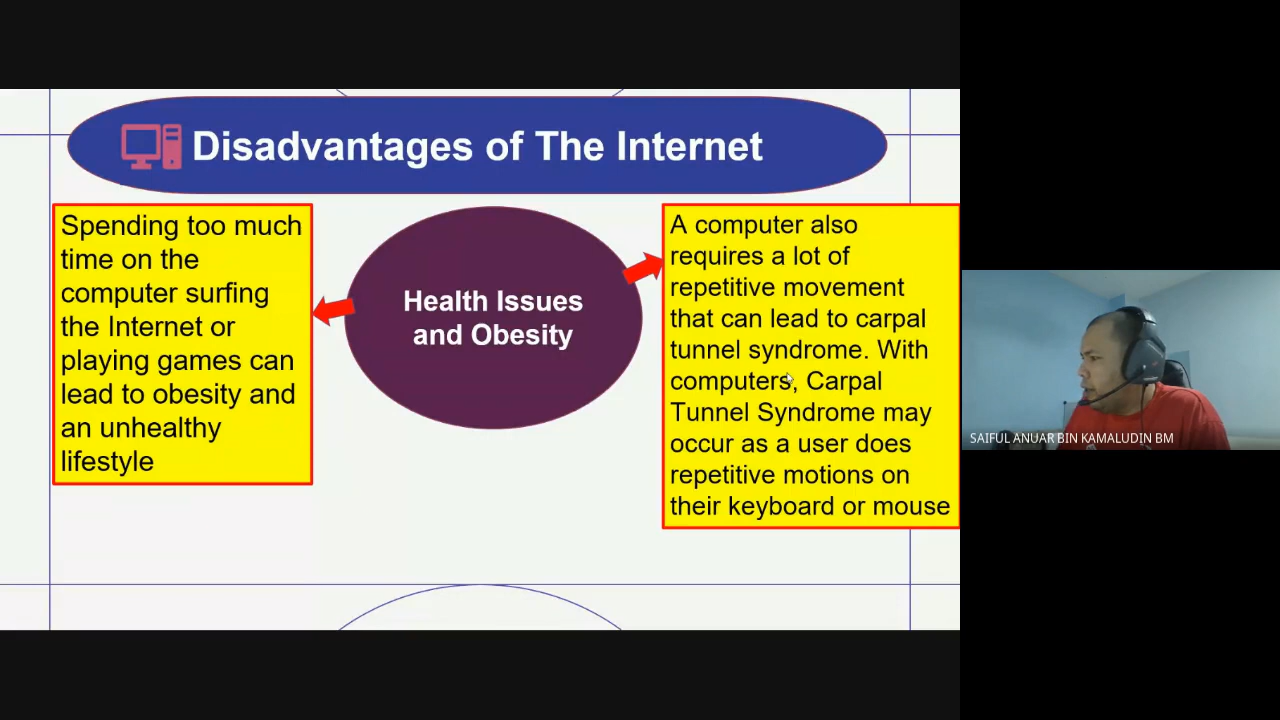 Disadvantages of The Internet
Spending too much
time on the
computer surfing
the Internet or
playing games can
lead to obesity and
an unhealthy
lifestyle
Health Issues
and Obesity
A computer also
requires a lot of
repetitive movement
that can lead to carpal
tunnel syndrome. With
computers, Carpal
Tunnel Syndrome may
occur as a user does
repetitive motions on
their keyboard or mouse
SAIFUL ANUAR BIN KAMALUDIN BM